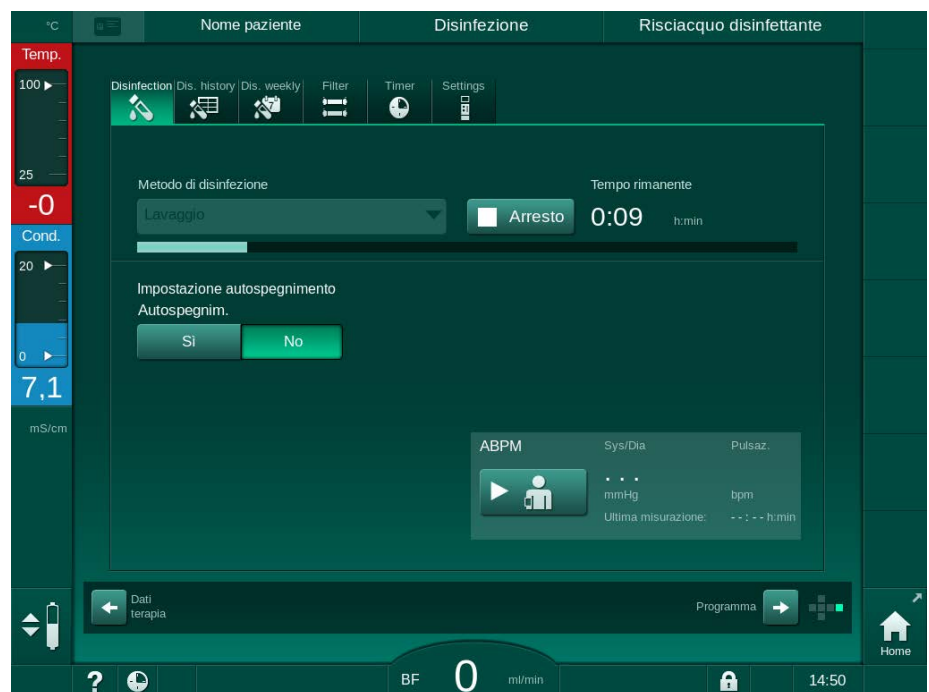 °C
Nome paziente
Disinfezione
Risciacquo disinfettante
Temp.
100
25
-0
Cond.
20
0
7,1
mS/cm
Disinfection
Dis. history
Dis. weekly
Filter
Timer
Settings
Metodo di disinfezione
Tempo rimanente
Lavaggio
Arresto
0:09
h:min
Impostazione autospegnimento
Autospegnim.
Sì
No
ABPM
Sys/Dia
Pulsaz.
. . .
mmHg
bpm
Ultima misurazione:
--:-- h:min
Dati
terapia
Programma
Home
?
BF
0
ml/min
14:50